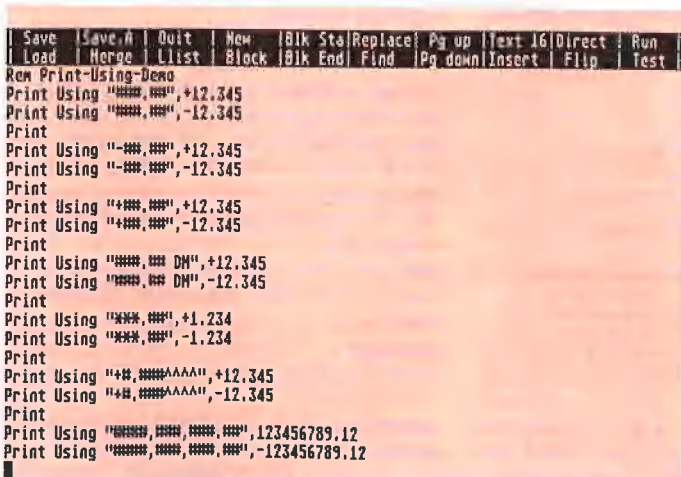 Save |Save,A | Quit | New |Blk Sta|Replace| Pg up |Text 16|Direct | Run
Load | Merge | Llist | Block |Blk End| Find |Pg down|Insert | Flip | Test
Rem Print-Using-Demo
Print Using "###.##",+12.345
Print Using "###.##",-12.345
Print
Print Using "-##.##",+12.345
Print Using "-##.##",-12.345
Print
Print Using "+##.##",+12.345
Print Using "+##.##",-12.345
Print
Print Using "###.## DM",+12.345
Print Using "###.## DM",-12.345
Print
Print Using "***.##",+1.234
Print Using "***.##",-1.234
Print
Print Using "+#.####^^^^",+12.345
Print Using "+#.####^^^^",-12.345
Print
Print Using "####,###,###.##",123456789.12
Print Using "####,###,###.##",-123456789.12